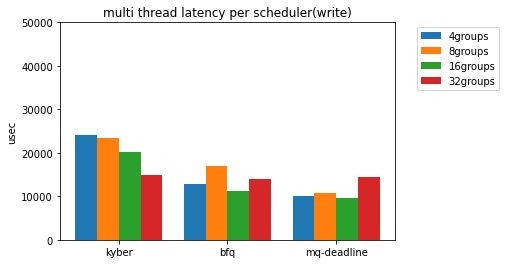 multi thread latency per scheduler(write)
50000
40000
30000
20000
10000
0
usec
kyber
bfq
mq-deadline
4groups
8groups
16groups
32groups